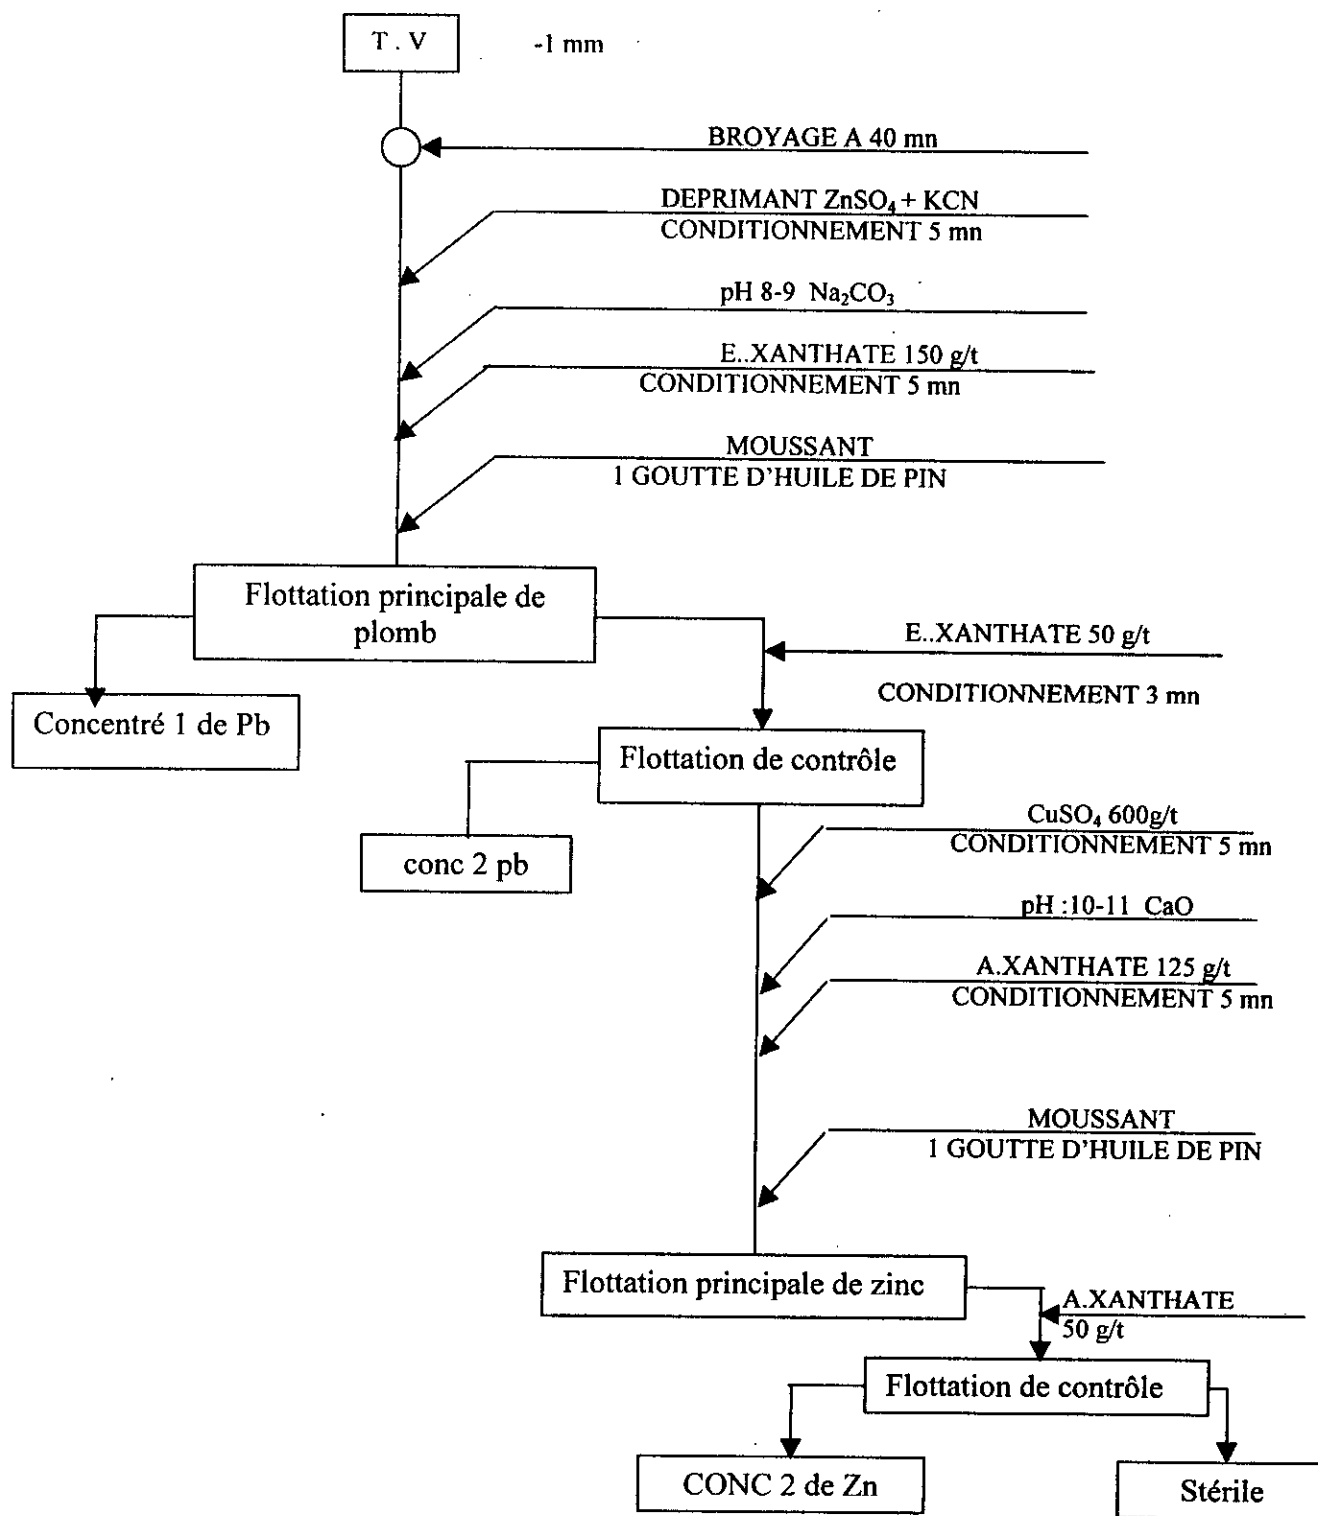 T . V
-1 mm
BROYAGE A 40 mn
DEPRIMANT ZnSO₄ + KCN
CONDITIONNEMENT 5 mn
pH 8-9 Na₂CO₃
E..XANTHATE 150 g/t
CONDITIONNEMENT 5 mn
MOUSSANT
1 GOUTTE D'HUILE DE PIN
Flottation principale de
plomb
E..XANTHATE 50 g/t
CONDITIONNEMENT 3 mn
Concentré 1 de Pb
Flottation de contrôle
CuSO₄ 600g/t
CONDITIONNEMENT 5 mn
conc 2 pb
pH :10-11 CaO
A.XANTHATE 125 g/t
CONDITIONNEMENT 5 mn
MOUSSANT
1 GOUTTE D'HUILE DE PIN
Flottation principale de zinc
A.XANTHATE
50 g/t
Flottation de contrôle
CONC 2 de Zn
Stérile